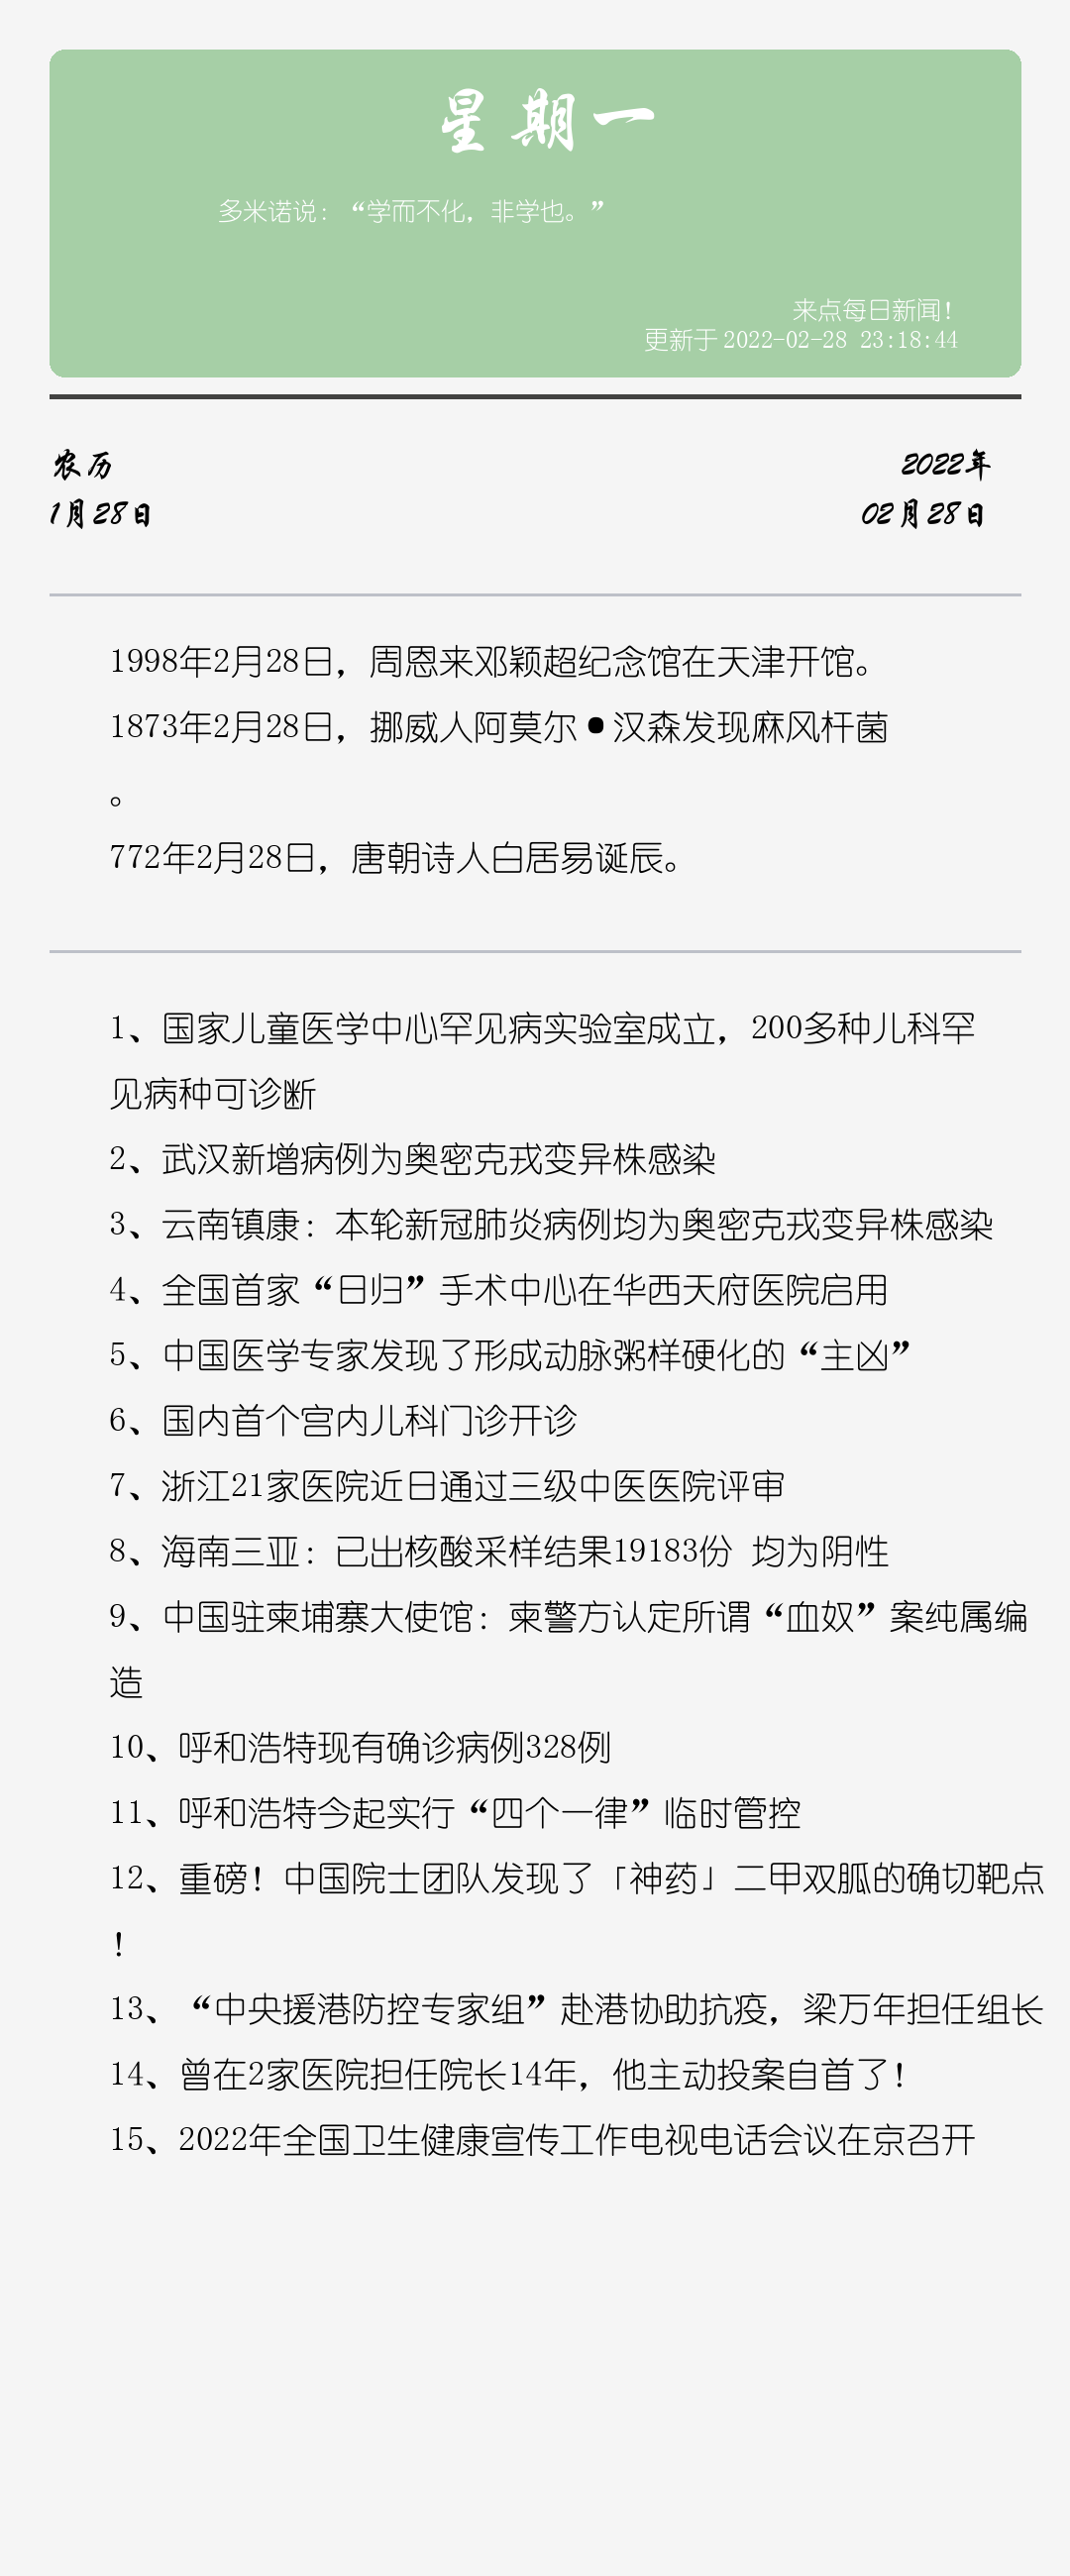 星期一
多米诺说：“学而不化，非学也。”
来点每日新闻！
更新于 2022-02-28 23:18:44
农历
2022年
1月28日
02月28日
1998年2月28日，周恩来邓颖超纪念馆在天津开馆。
1873年2月28日，挪威人阿莫尔•汉森发现麻风杆菌
。
772年2月28日，唐朝诗人白居易诞辰。
1、国家儿童医学中心罕见病实验室成立，200多种儿科罕
见病种可诊断
2、武汉新增病例为奥密克戎变异株感染
3、云南镇康：本轮新冠肺炎病例均为奥密克戎变异株感染
4、全国首家“日归”手术中心在华西天府医院启用
5、中国医学专家发现了形成动脉粥样硬化的“主凶”
6、国内首个宫内儿科门诊开诊
7、浙江21家医院近日通过三级中医医院评审
8、海南三亚：已出核酸采样结果19183份 均为阴性
9、中国驻柬埔寨大使馆：柬警方认定所谓“血奴”案纯属编
造
10、呼和浩特现有确诊病例328例
11、呼和浩特今起实行“四个一律”临时管控
12、重磅！中国院士团队发现了「神药」二甲双胍的确切靶点
！
13、“中央援港防控专家组”赴港协助抗疫，梁万年担任组长
14、曾在2家医院担任院长14年，他主动投案自首了！
15、2022年全国卫生健康宣传工作电视电话会议在京召开